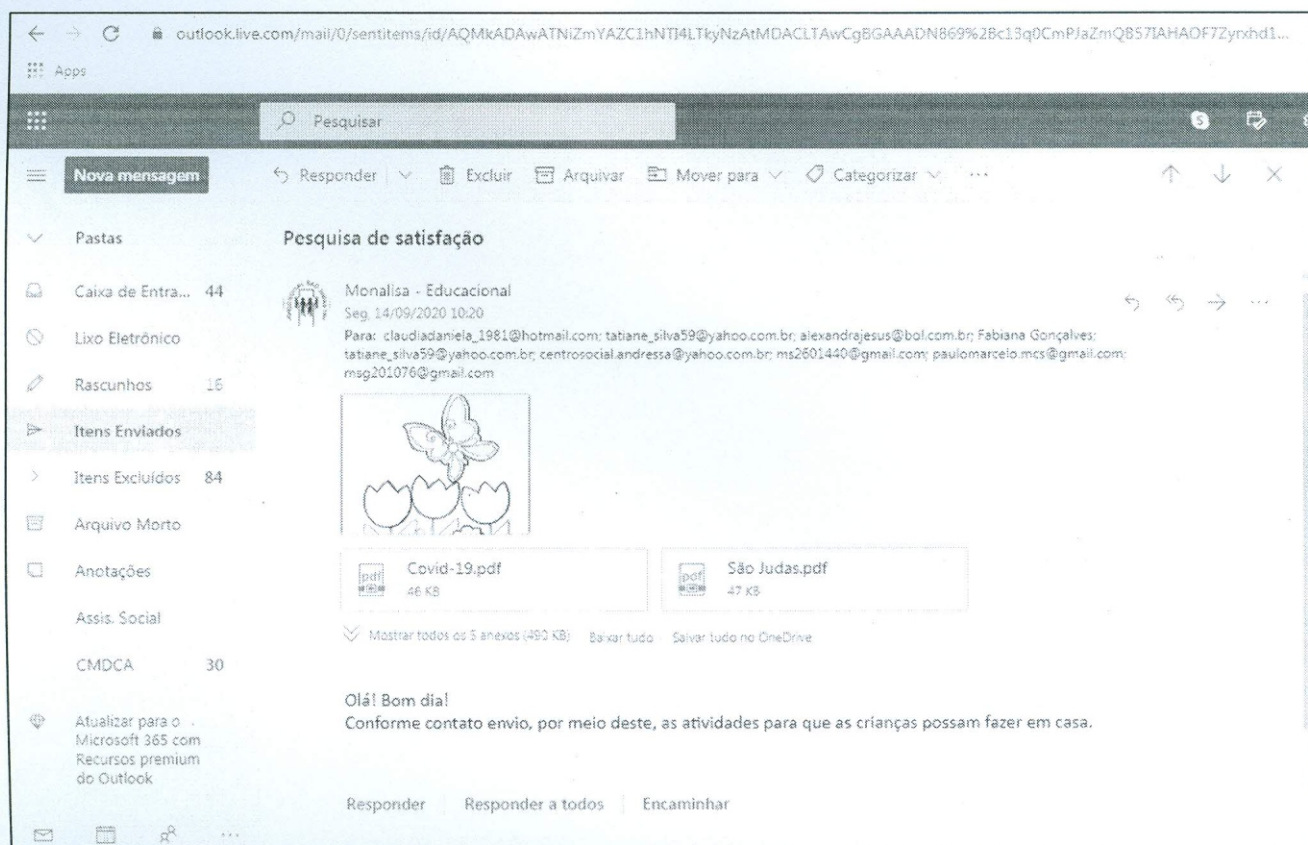 outlook.live.com/mail/0/sentitems/id/
Apps
Pesquisar
Nova mensagem
Responder
Excluir
Arquivar
Mover para
Categorizar
Pastas
Caixa de Entra... 44
Lixo Eletrônico
Rascunhos 16
Itens Enviados
Itens Excluídos 84
Arquivo Morto
Anotações
Assis. Social
CMDCA 30
Atualizar para o
Microsoft 365 com
Recursos premium
do Outlook
Pesquisa de satisfação
Monalisa - Educacional
Seg, 14/09/2020 10:20
Para: claudiadaniela_1981@hotmail.com; tatiane_silva59@yahoo.com.br; alexandrajesus@bol.com.br; Fabiana Gonçalves;
tatiane_silva59@yahoo.com.br; centrosocial.andressa@yahoo.com.br; ms2601440@gmail.com; paulomarcelo.mcs@gmail.com;
msg201076@gmail.com
pdf
Covid-19.pdf
46 KB
pdf
São Judas.pdf
47 KB
Mostrar todos os 5 anexos (490 KB) Baixar tudo Salvar tudo no OneDrive
Olá! Bom dia!
Conforme contato envio, por meio deste, as atividades para que as crianças possam fazer em casa.
Responder Responder a todos Encaminhar